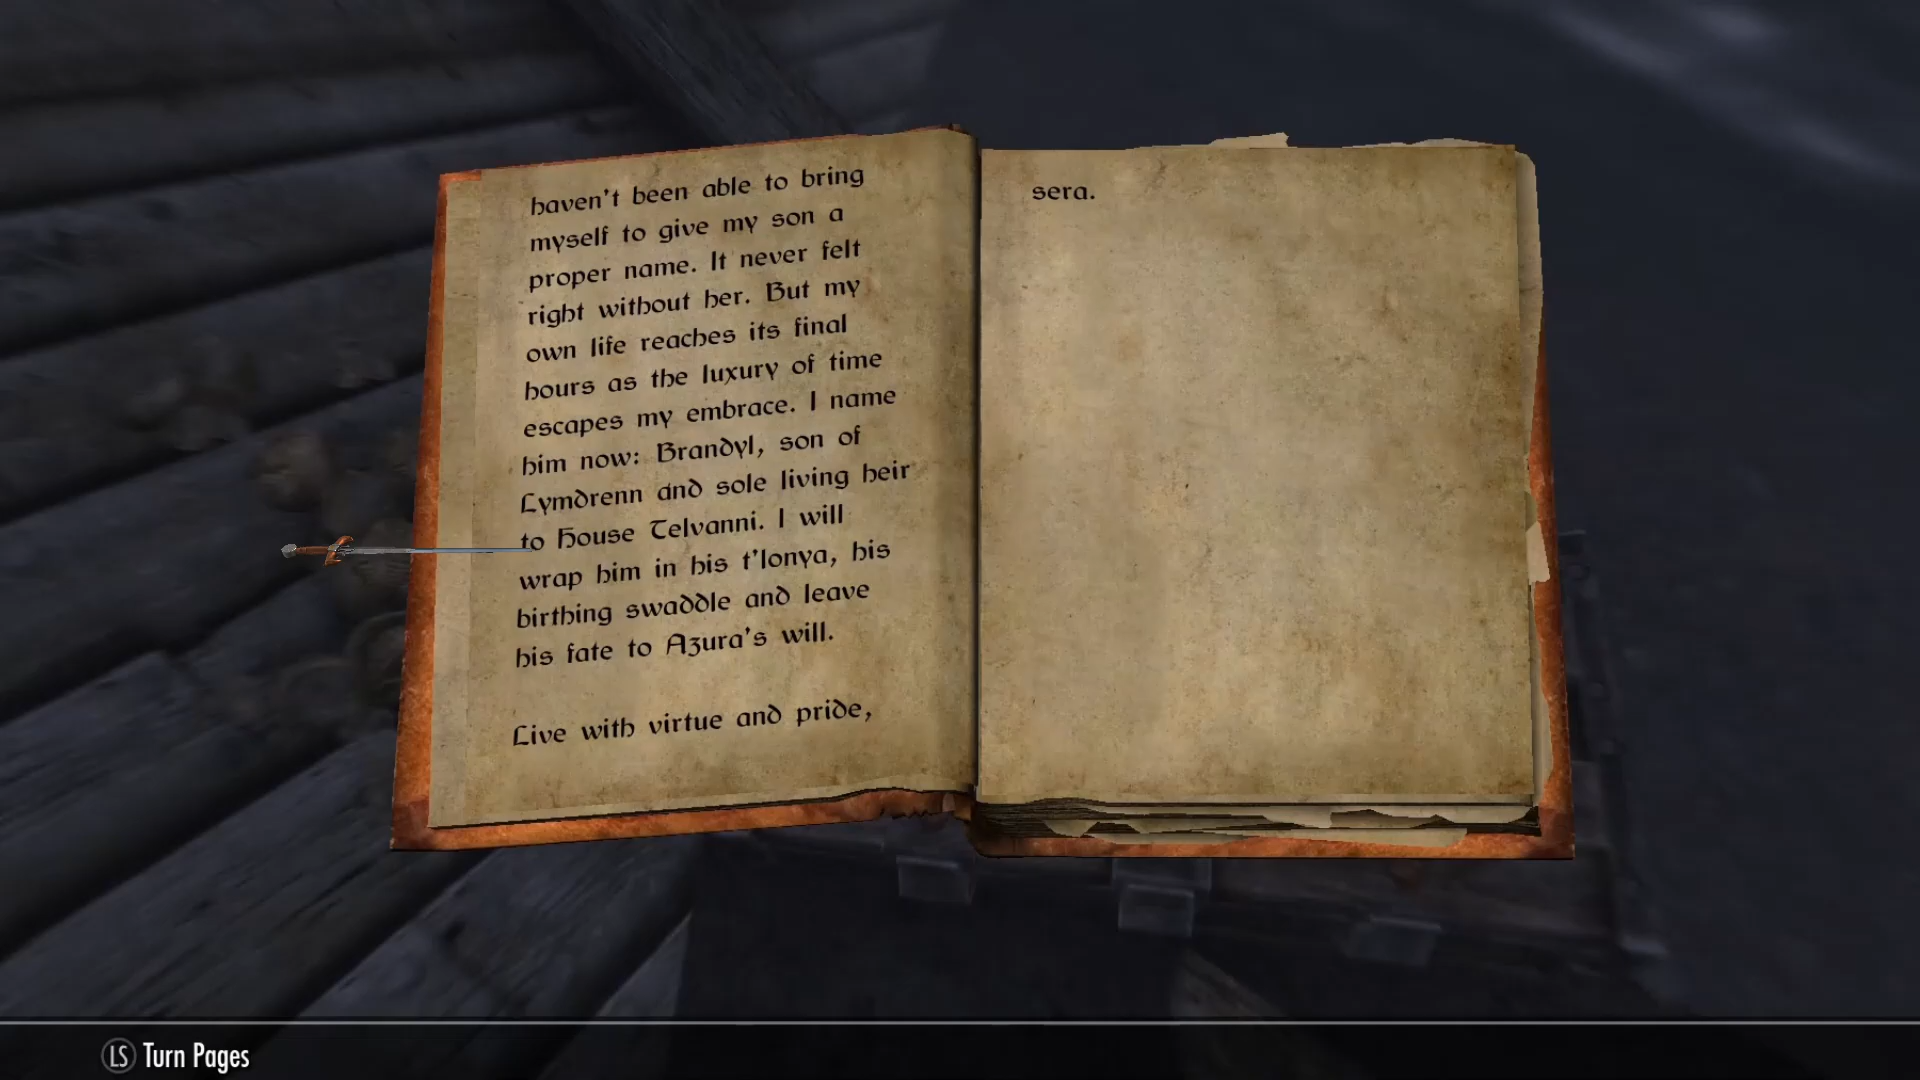 haven't been able to bring
myself to give my son a
proper name. It never felt
right without her. But my
own life reaches its final
hours as the luxury of time
escapes my embrace. I name
him now: Brandyl, son of
Lymdrenn and sole living heir
to House Telvanni. I will
wrap him in his t'lonya, his
birthing swaddle and leave
his fate to Azura's will.
Live with virtue and pride,
sera.
LS Turn Pages